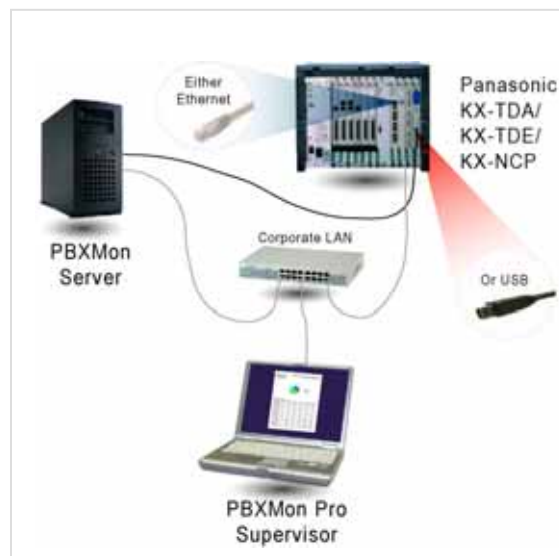 Either
Ethernet
Panasonic
KX-TDA/
KX-TDE/
KX-NCP
PBXMon
Server
Corporate LAN
Or USB
PBXMon Pro
Supervisor